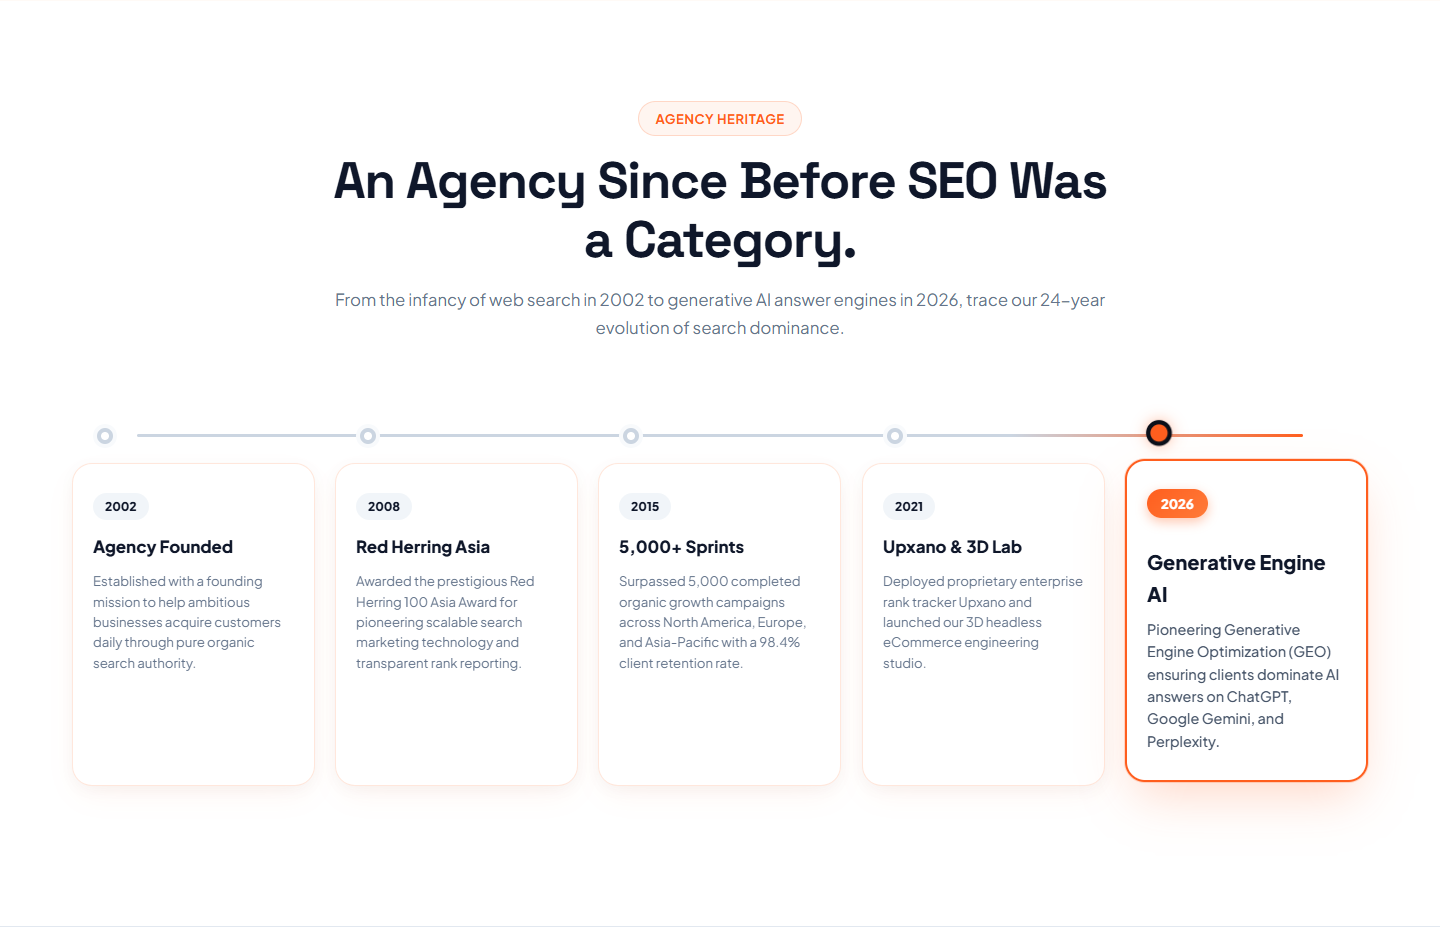 AGENCY HERITAGE
An Agency Since Before SEO Was
a Category.
From the infancy of web search in 2002 to generative AI answer engines in 2026, trace our 24-year
evolution of search dominance.
2002
Agency Founded
Established with a founding
mission to help ambitious
businesses acquire customers
daily through pure organic
search authority.
2008
Red Herring Asia
Awarded the prestigious Red
Herring 100 Asia Award for
pioneering scalable search
marketing technology and
transparent rank reporting.
2015
5,000+ Sprints
Surpassed 5,000 completed
organic growth campaigns
across North America, Europe,
and Asia-Pacific with a 98.4%
client retention rate.
2021
Upxano & 3D Lab
Deployed proprietary enterprise
rank tracker Upxano and
launched our 3D headless
eCommerce engineering
studio.
2026
Generative Engine
AI
Pioneering Generative
Engine Optimization (GEO)
ensuring clients dominate AI
answers on ChatGPT,
Google Gemini, and
Perplexity.